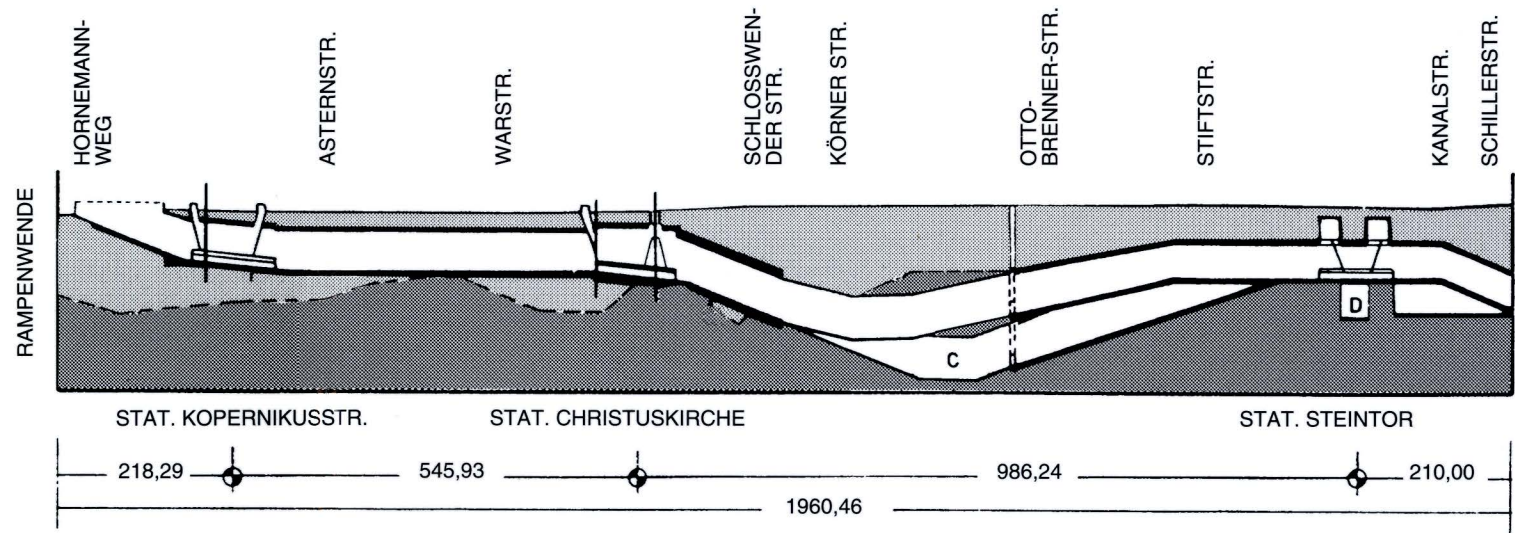 HORNEMANN-
WEG
ASTERNSTR.
WARSTR.
SCHLOSSWEN-
DER STR.
KÖRNER STR.
OTTO-
BRENNER-STR.
STIFTSTR.
KANALSTR.
SCHILLERSTR.
RAMPENWENDE
C
D
STAT. KOPERNIKUSSTR.
STAT. CHRISTUSKIRCHE
STAT. STEINTOR
218,29
545,93
986,24
210,00
1960,46